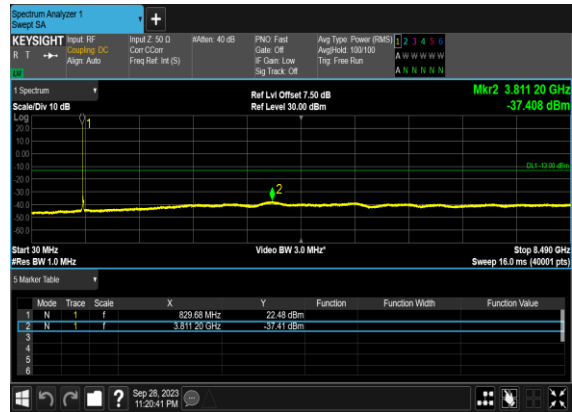 Spectrum Analyzer 1
Swept SA
+
KEYSIGHT Input: RF Input Z: 50 Ω #Atten: 40 dB PNO: Fast Avg Type: Power (RMS) 1 2 3 4 5 6
R T Coupling: DC Corr CCorr Gate: Off Avg|Hold: 100/100 A W W W W W
Align: Auto Freq Ref: Int (S) IF Gain: Low Trig: Free Run
Sig Track: Off A N N N N N
1 Spectrum Ref Lvl Offset 7.50 dB Mkr2 3.811 20 GHz
Scale/Div 10 dB Ref Level 30.00 dBm -37.408 dBm
Log
1
20.0
10.0
0.00
-10.0
DL1 -13.00 dBm
-20.0
-30.0
2
-40.0
-50.0
-60.0
Start 30 MHz Video BW 3.0 MHz* Stop 8.490 GHz
#Res BW 1.0 MHz Sweep 16.0 ms (40001 pts)
5 Marker Table
Mode Trace Scale X Y Function Function Width Function Value
1 N 1 f 829.68 MHz 22.48 dBm
2 N 1 f 3.811 20 GHz -37.41 dBm
3
4
5
6
? Sep 28, 2023
11:20:41 PM